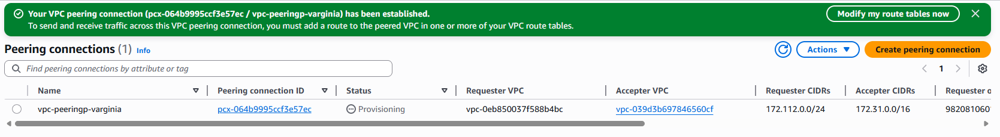 Your VPC peering connection (pcx-064b9995ccf3e57ec / vpc-peeringp-varginia) has been established.
To send and receive traffic across this VPC peering connection, you must add a route to the peered VPC in one or more of your VPC route tables.
Modify my route tables now
Peering connections (1) Info
Actions
Create peering connection
Find peering connections by attribute or tag
1
Name Peering connection ID Status Requester VPC Accepter VPC Requester CIDRs Accepter CIDRs Requester o
vpc-peeringp-varginia pcx-064b9995ccf3e57ec Provisioning vpc-0eb850037f588b4bc vpc-039d3b697846560cf 172.112.0.0/24 172.31.0.0/16 982081060